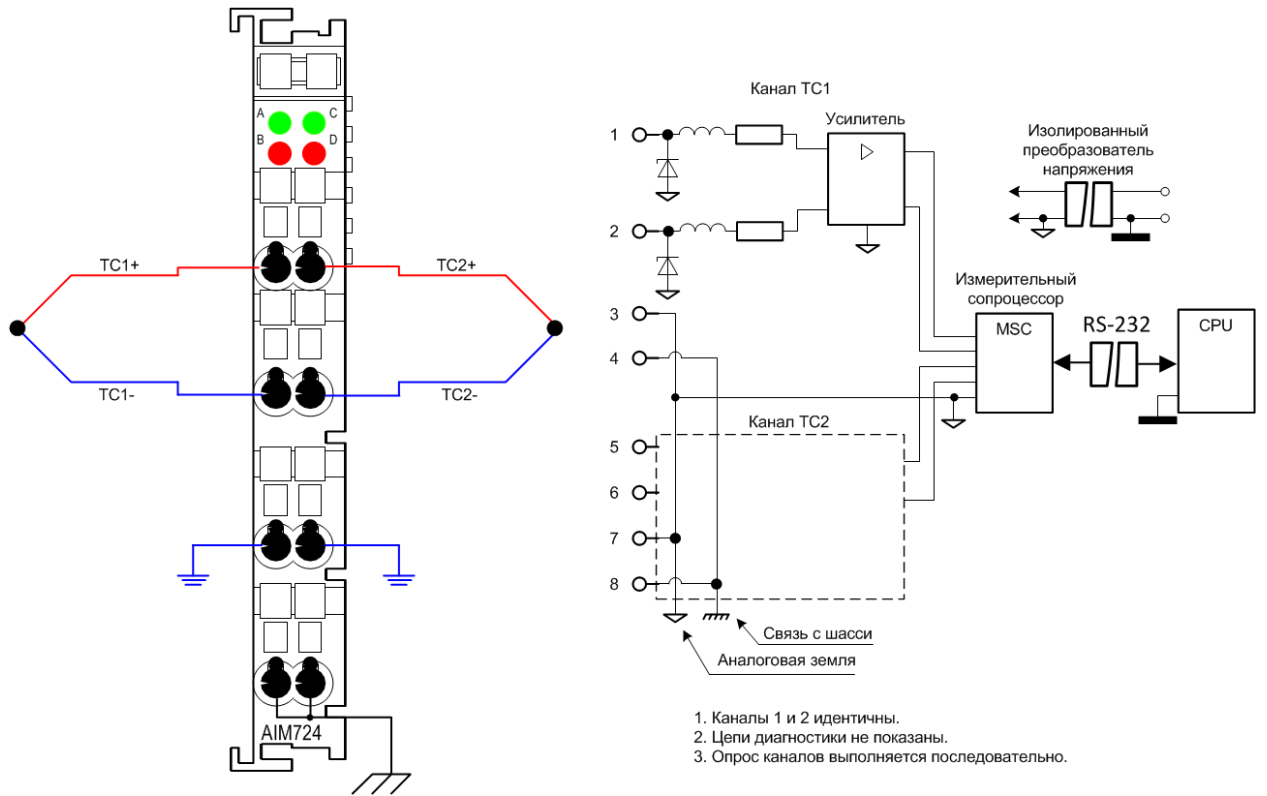 A
C
B
D
TC1+
TC2+
TC1-
TC2-
AIM724
Канал TC1
1
Усилитель
Изолированный
преобразователь
напряжения
2
Измерительный
сопроцессор
3
MSC
RS-232
CPU
4
Канал TC2
5
6
7
8
Связь с шасси
Аналоговая земля
1. Каналы 1 и 2 идентичны.
2. Цепи диагностики не показаны.
3. Опрос каналов выполняется последовательно.